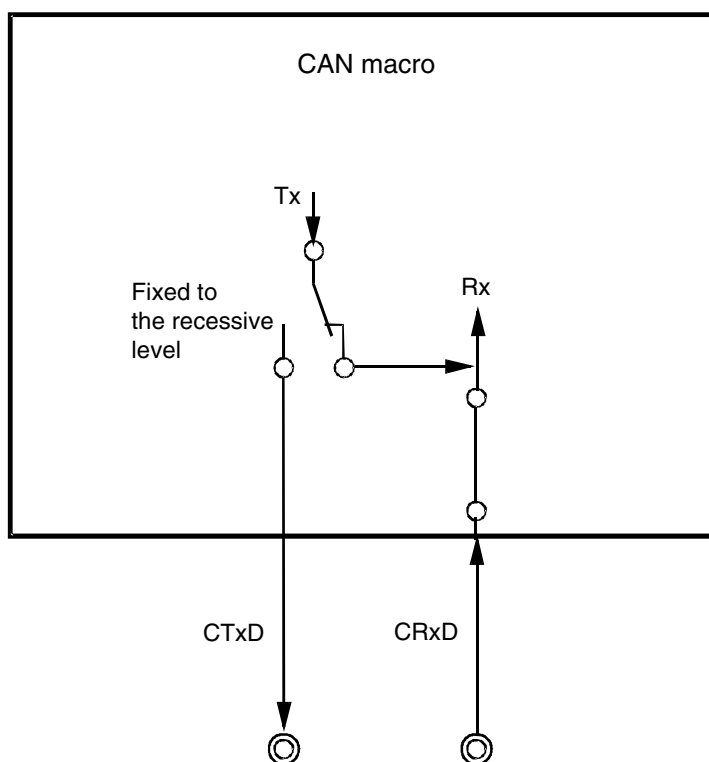 CAN macro
Tx
Fixed to
the recessive
level
Rx
CTxD
CRxD